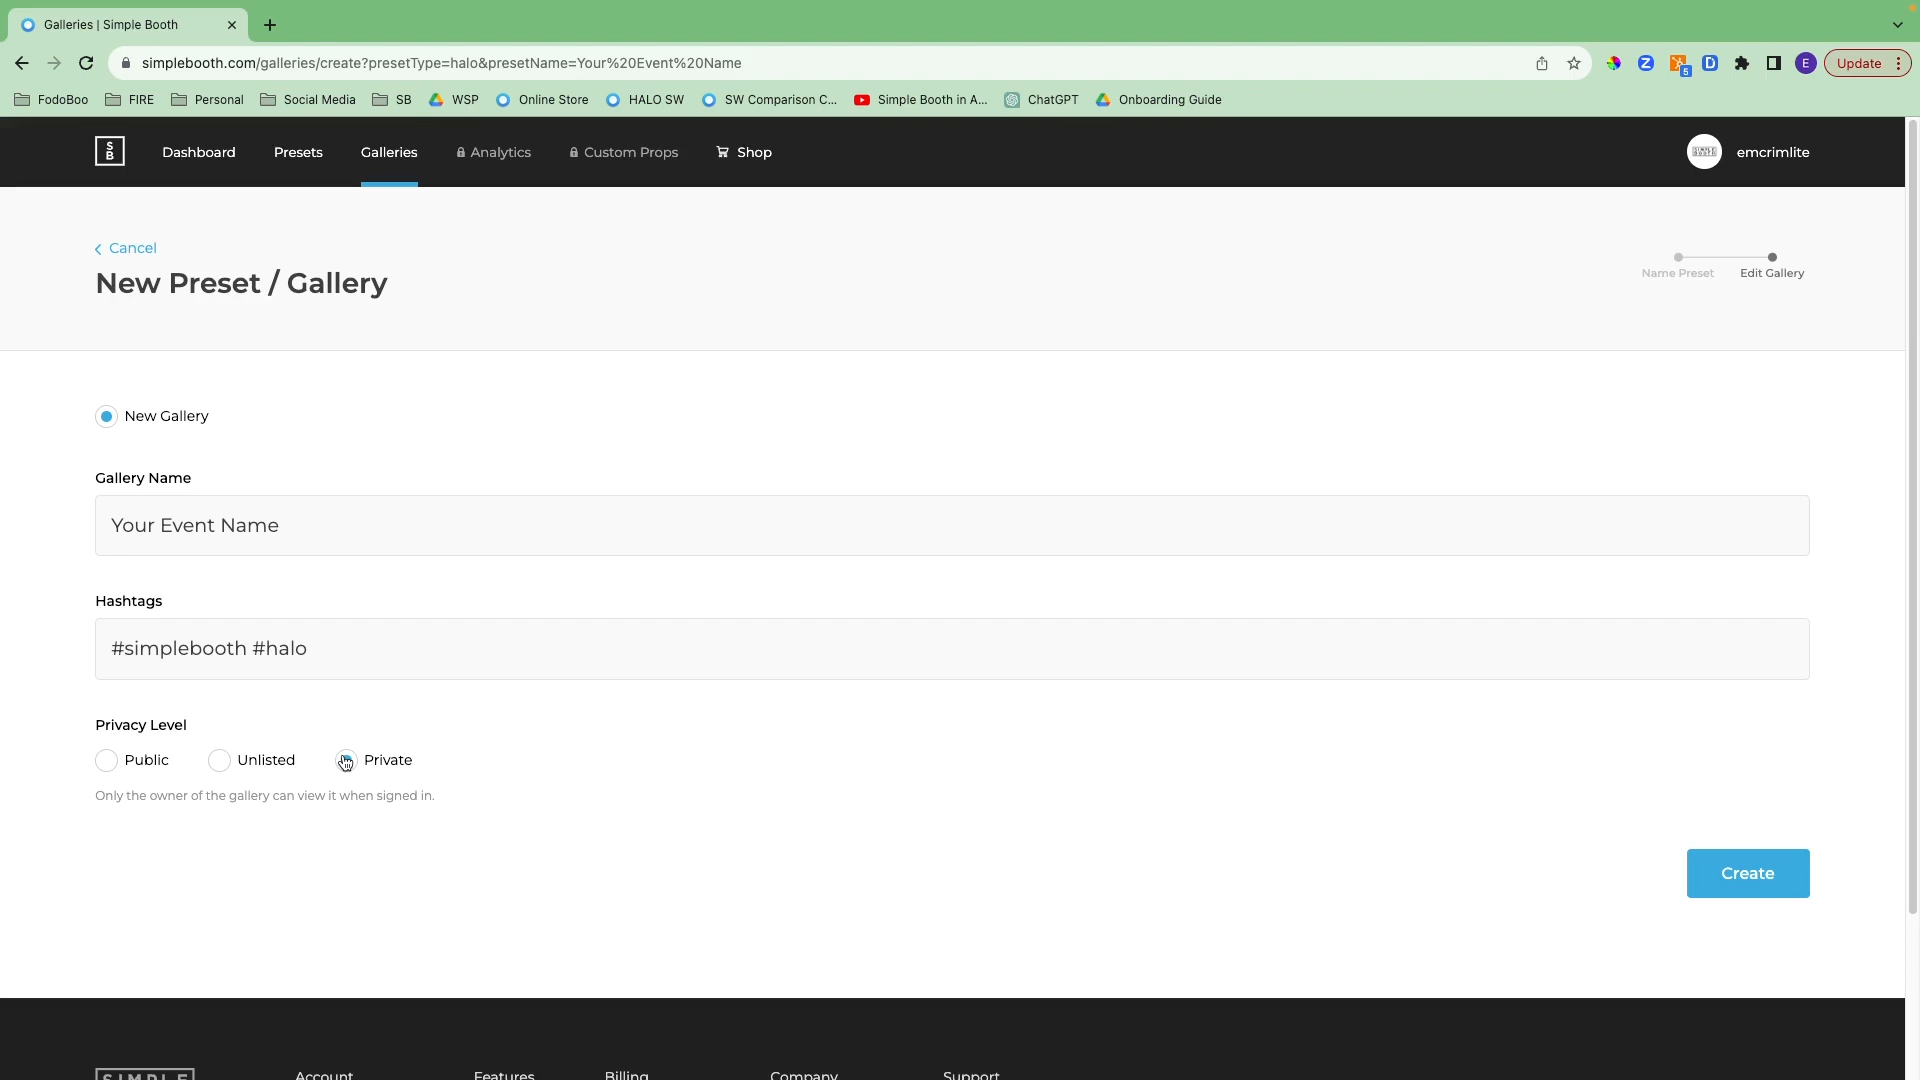 Galleries | Simple Booth
simplebooth.com/galleries/create?presetType=halo&presetName=Your%20Event%20Name
5
E
Update
FodoBoo FIRE Personal Social Media SB WSP Online Store HALO SW SW Comparison C... Simple Booth in A... ChatGPT Onboarding Guide
S
B
Dashboard Presets Galleries Analytics Custom Props Shop
SIMPLE
BOOTH
emcrimlite
Cancel
New Preset / Gallery
Name Preset Edit Gallery
New Gallery
Gallery Name
Your Event Name
Hashtags
#simplebooth #halo
Privacy Level
Public Unlisted Private
Only the owner of the gallery can view it when signed in.
Create
SIMPLE
Account Features Billing Company Support